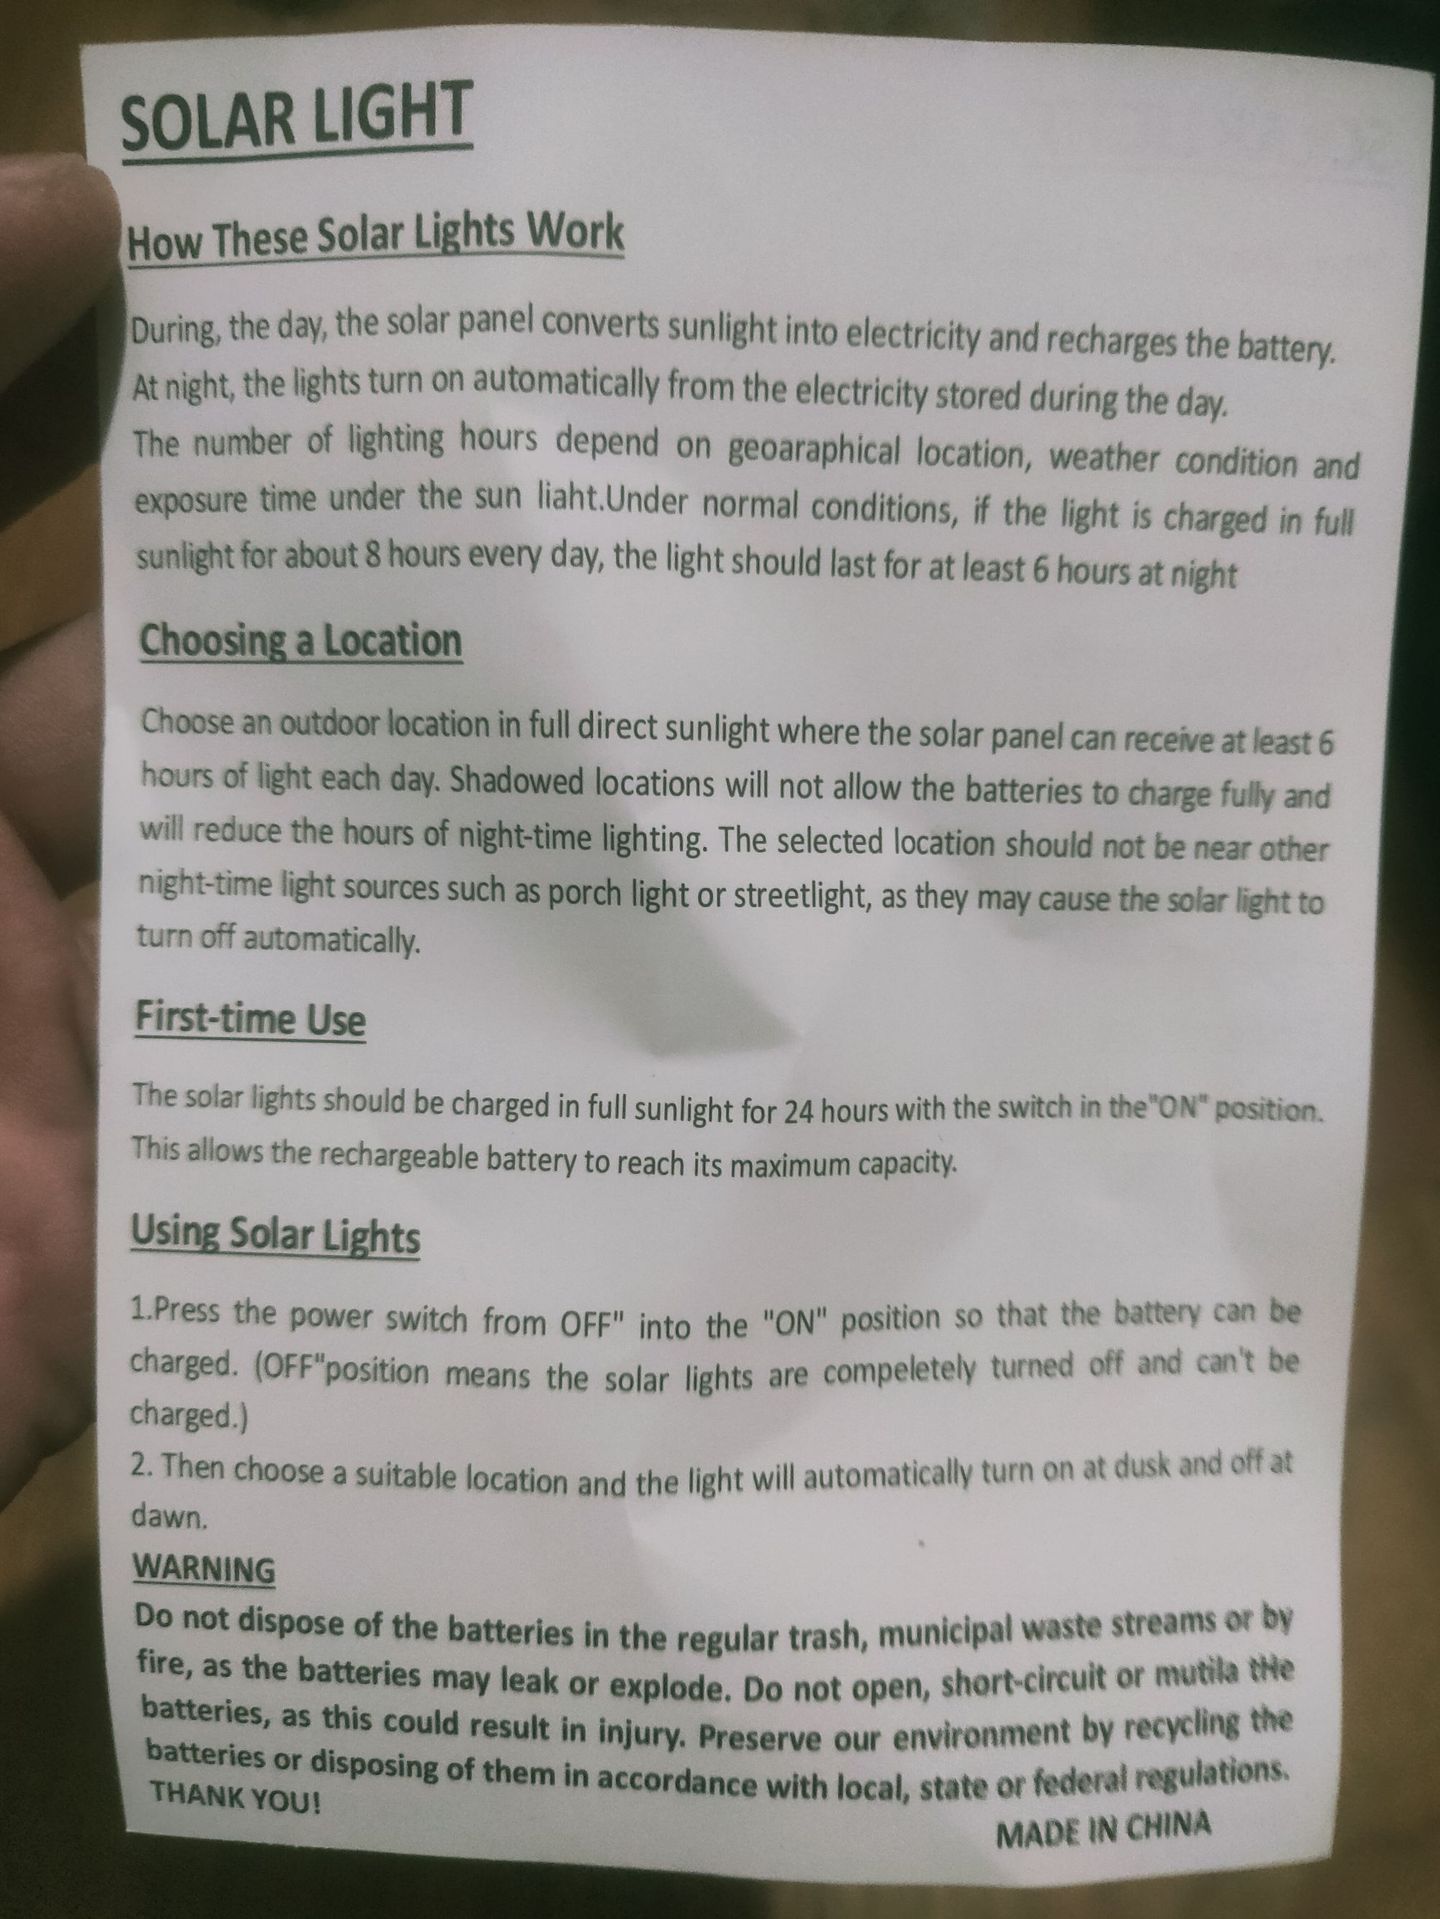 SOLAR LIGHT
How These Solar Lights Work
During, the day, the solar panel converts sunlight into electricity and recharges the battery.
At night, the lights turn on automatically from the electricity stored during the day.
The number of lighting hours depend on geoaraphical location, weather condition and
exposure time under the sun liaht.Under normal conditions, if the light is charged in full
sunlight for about 8 hours every day, the light should last for at least 6 hours at night
Choosing a Location
Choose an outdoor location in full direct sunlight where the solar panel can receive at least 6
hours of light each day. Shadowed locations will not allow the batteries to charge fully and
will reduce the hours of night-time lighting. The selected location should not be near other
night-time light sources such as porch light or streetlight, as they may cause the solar light to
turn off automatically.
First-time Use
The solar lights should be charged in full sunlight for 24 hours with the switch in the"ON" position.
This allows the rechargeable battery to reach its maximum capacity.
Using Solar Lights
1.Press the power switch from OFF" into the "ON" position so that the battery can be
charged. (OFF"position means the solar lights are compeletely turned off and can't be
charged.)
2. Then choose a suitable location and the light will automatically turn on at dusk and off at
dawn.
WARNING
Do not dispose of the batteries in the regular trash, municipal waste streams or by
fire, as the batteries may leak or explode. Do not open, short-circuit or mutila tHe
batteries, as this could result in injury. Preserve our environment by recycling the
batteries or disposing of them in accordance with local, state or federal regulations.
THANK YOU!
MADE IN CHINA